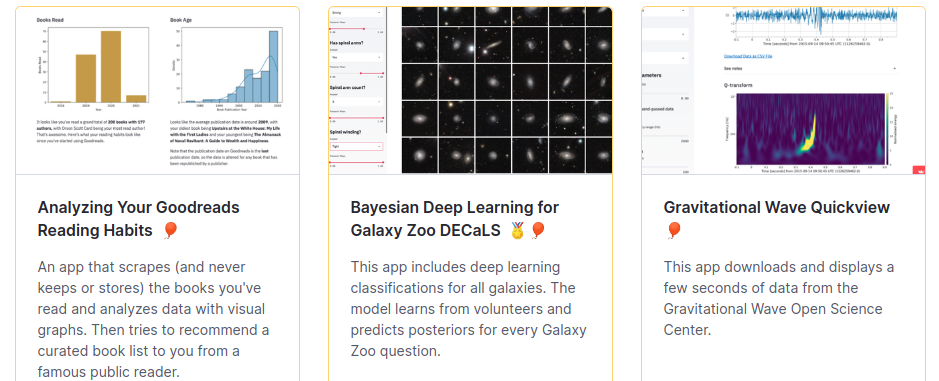 Books Read
Book Age
It looks like you've read a grand total of 200 books with 177
authors, with Orson Scott Card being your most read author!
That's awesome. Here's what your reading habits look like
since you've started using Goodreads.
Looks like the average publication date is around 2009, with
your oldest book being Upstairs at the White House: My Life
with the First Ladies and your youngest being The Almanack
of Naval Ravikant: A Guide to Wealth and Happiness.
Note that the publication date on Goodreads is the last
publication date, so the data is altered for any book that has
been republished by a publisher.
Has spiral arms?
Spiral arm count?
Spiral winding?
Tight
Download Data as CSV File
See notes
Q-transform
Analyzing Your Goodreads
Reading Habits 🎈
An app that scrapes (and never
keeps or stores) the books you've
read and analyzes data with visual
graphs. Then tries to recommend a
curated book list to you from a
famous public reader.
Bayesian Deep Learning for
Galaxy Zoo DECaLS 🏅🎈
This app includes deep learning
classifications for all galaxies. The
model learns from volunteers and
predicts posteriors for every Galaxy
Zoo question.
Gravitational Wave Quickview
🎈
This app downloads and displays a
few seconds of data from the
Gravitational Wave Open Science
Center.